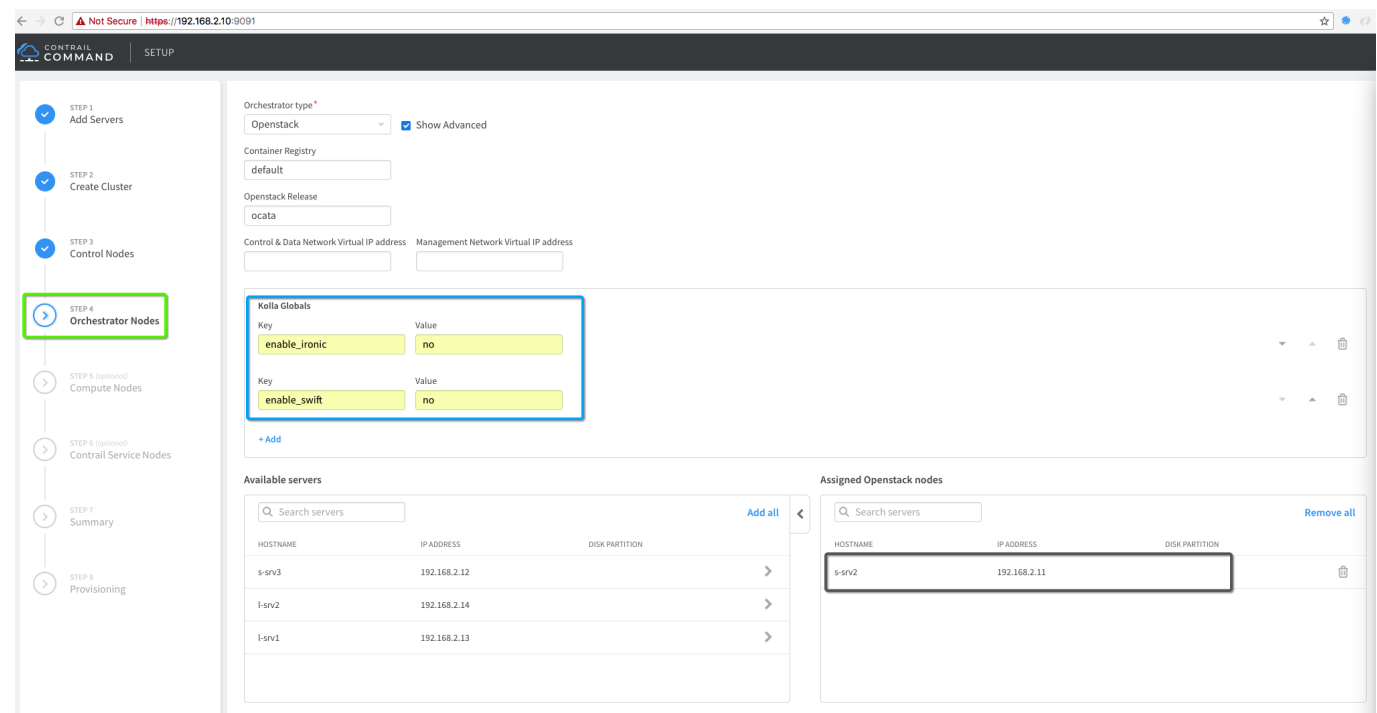 Not Secure | https://192.168.2.10:9091
CONTRAIL
COMMAND
SETUP
STEP 1
Add Servers
STEP 2
Create Cluster
STEP 3
Control Nodes
STEP 4
Orchestrator Nodes
STEP 5 (optional)
Compute Nodes
STEP 6 (optional)
Contrail Service Nodes
STEP 7
Summary
STEP 8
Provisioning
Orchestrator type*
Openstack
Show Advanced
Container Registry
default
Openstack Release
ocata
Control & Data Network Virtual IP address Management Network Virtual IP address
Kolla Globals
Key Value
enable_ironic no
Key Value
enable_swift no
+ Add
Available servers
Search servers
Add all
HOSTNAME IP ADDRESS DISK PARTITION
s-srv3 192.168.2.12
l-srv2 192.168.2.14
l-srv1 192.168.2.13
Assigned Openstack nodes
Search servers
Remove all
HOSTNAME IP ADDRESS DISK PARTITION
s-srv2 192.168.2.11